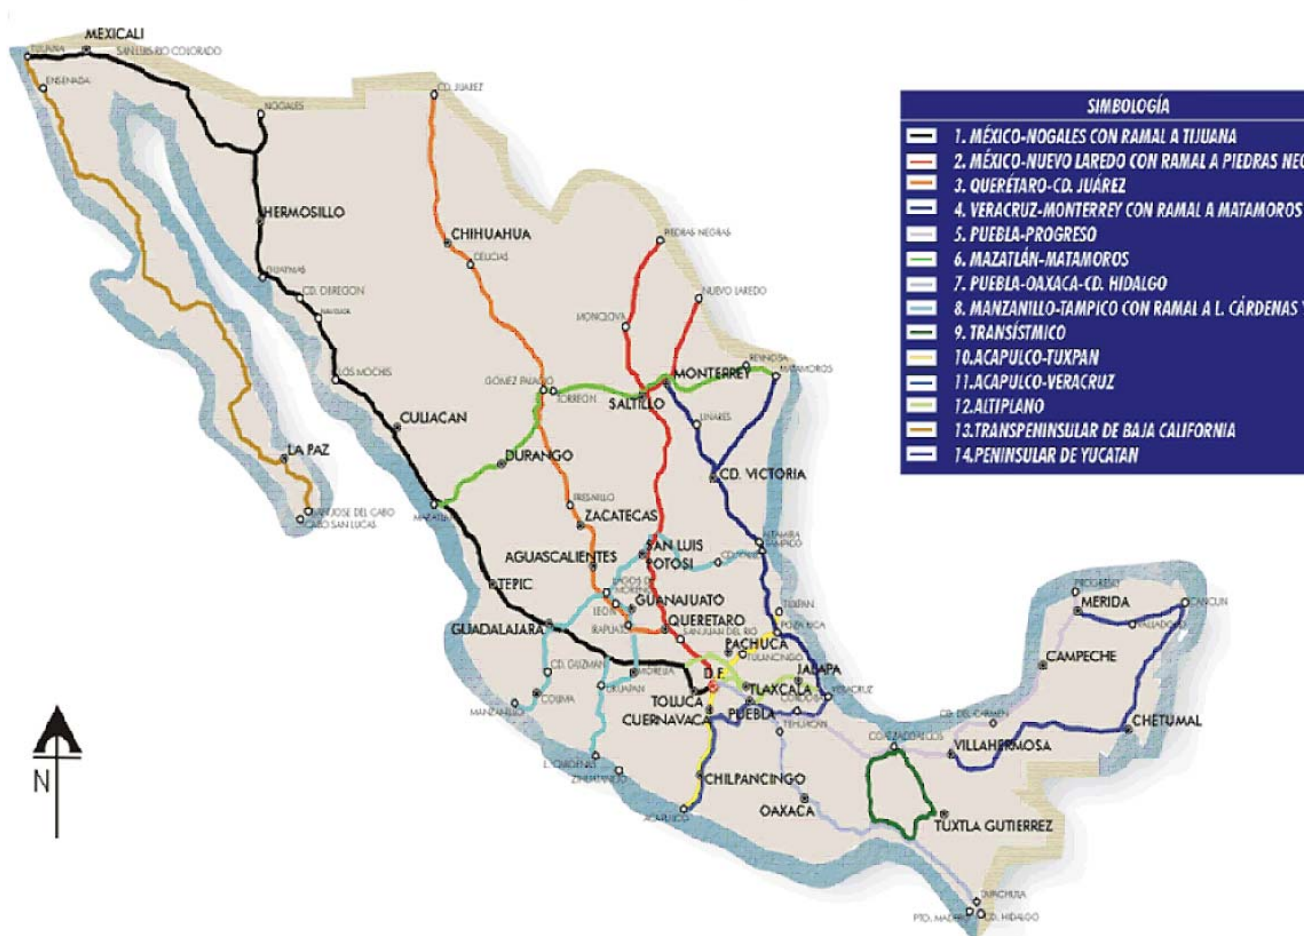 MEXICALI
TIJUANA
SAN LUIS RIO COLORADO
ENSENADA
NOGALES
CD. JUAREZ
HERMOSILLO
CHIHUAHUA
PIEDRAS NEGRAS
GUAYMAS
CD. OBREGON
NAVOJOA
NUEVO LAREDO
MONCLOVA
LOS MOCHIS
GOMEZ PALACIO
TORREON
MONTERREY
REYNOSA
MATAMOROS
SALTILLO
CULIACAN
LINARES
LA PAZ
DURANGO
CD. VICTORIA
SAN JOSE DEL CABO
CABO SAN LUCAS
FRESNILLO
ZACATECAS
ALTAMIRA
TAMPICO
AGUASCALIENTES
SAN LUIS
POTOSI
TEPIC
LAGOS DE
MORENO
LEON
GUANAJUATO
TUXPAN
POZA RICA
GUADALAJARA
IRAPUATO
QUERETARO
SAN JUAN DEL RIO
PACHUCA
TULANCINGO
CD. GUZMAN
MORELIA
D.F.
JALAPA
URUAPAN
COLIMA
MANZANILLO
TOLUCA
TLAXCALA
CORDOBA
VERACRUZ
CUERNAVACA
PUEBLA
TEHUACAN
L. CARDENAS
ZIHUATANEJO
CHILPANCINGO
ACAPULCO
OAXACA
COATZACOALCOS
VILLAHERMOSA
CD. DEL CARMEN
TUXTLA GUTIERREZ
PROGRESO
MERIDA
CANCUN
VALLADOLID
CAMPECHE
CHETUMAL
TAPACHULA
PTO. MADERO
CD. HIDALGO
N
SIMBOLOGÍA
1. MÉXICO-NOGALES CON RAMAL A TIJUANA
2. MÉXICO-NUEVO LAREDO CON RAMAL A PIEDRAS NEG
3. QUERÉTARO-CD. JUÁREZ
4. VERACRUZ-MONTERREY CON RAMAL A MATAMOROS
5. PUEBLA-PROGRESO
6. MAZATLÁN-MATAMOROS
7. PUEBLA-OAXACA-CD. HIDALGO
8. MANZANILLO-TAMPICO CON RAMAL A L. CÁRDENAS Y
9. TRANSÍSTMICO
10.ACAPULCO-TUXPAN
11.ACAPULCO-VERACRUZ
12.ALTIPLANO
13.TRANSPENINSULAR DE BAJA CALIFORNIA
14.PENINSULAR DE YUCATAN